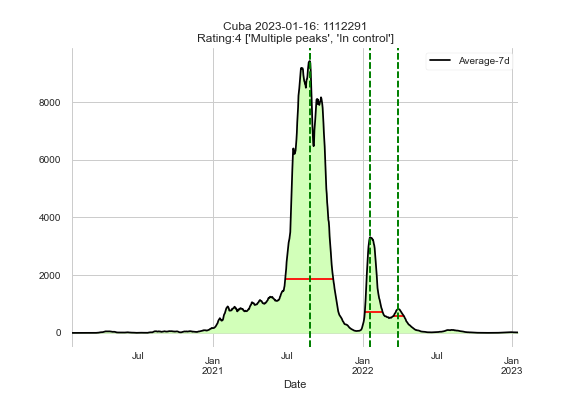 Cuba 2023-01-16: 1112291
Rating:4 ['Multiple peaks', 'In control']
Average-7d
8000
6000
4000
2000
0
Jul
Jan
2021
Jul
Jan
2022
Jul
Jan
2023
Date